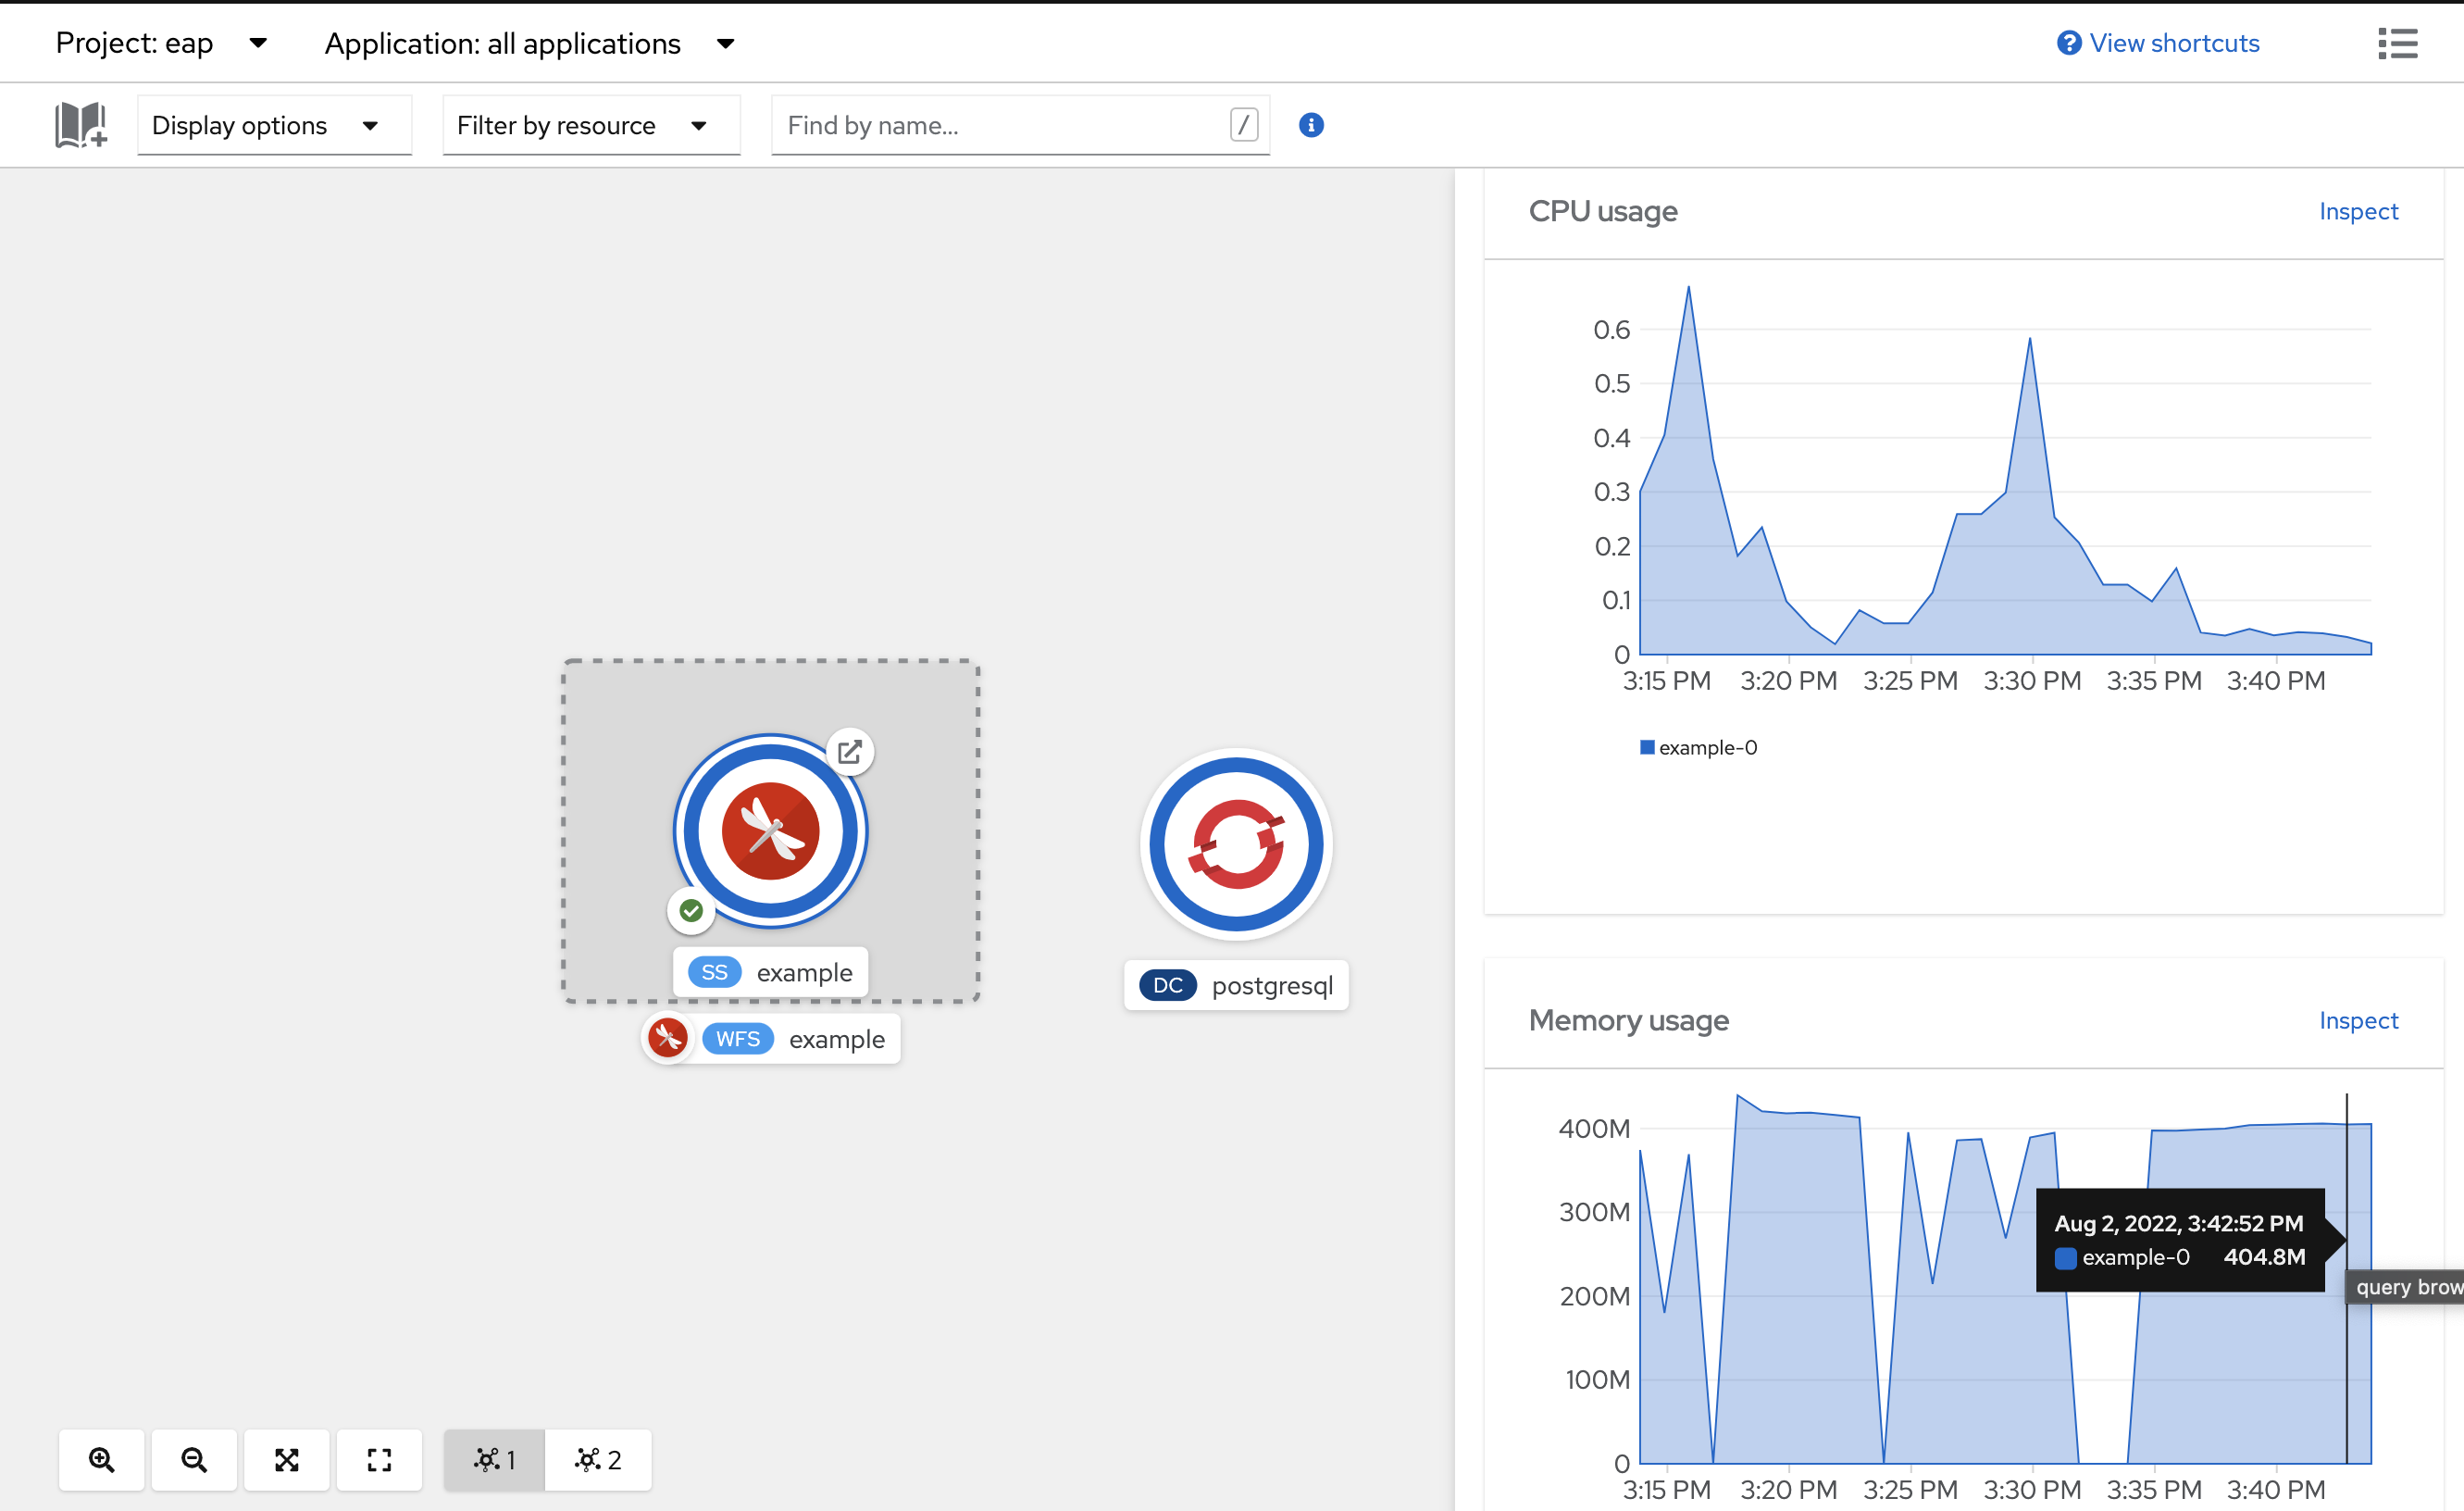 Project: eap
Application: all applications
View shortcuts
Display options
Filter by resource
Find by name...
/
CPU usage
Inspect
0.6
0.5
0.4
0.3
0.2
0.1
0
3:15 PM 3:20 PM 3:25 PM 3:30 PM 3:35 PM 3:40 PM
example-0
SS example
WFS example
DC postgresql
Memory usage
Inspect
400M
300M
200M
100M
0
Aug 2, 2022, 3:42:52 PM
example-0 404.8M
query brow
3:15 PM 3:20 PM 3:25 PM 3:30 PM 3:35 PM 3:40 PM
1
2